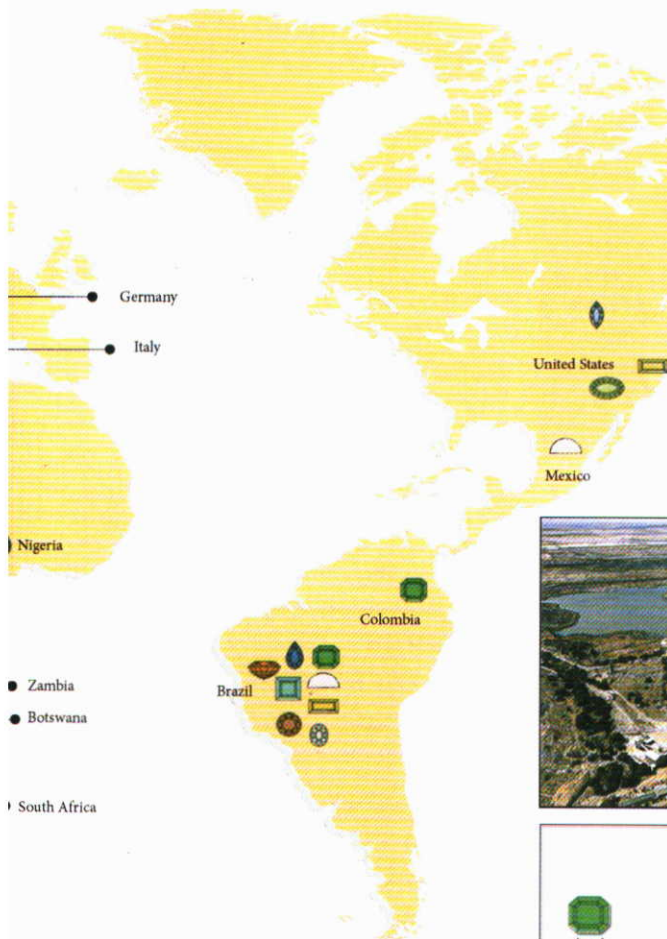 Germany
Italy
United States
Mexico
Nigeria
Colombia
Zambia
Brazil
Botswana
South Africa